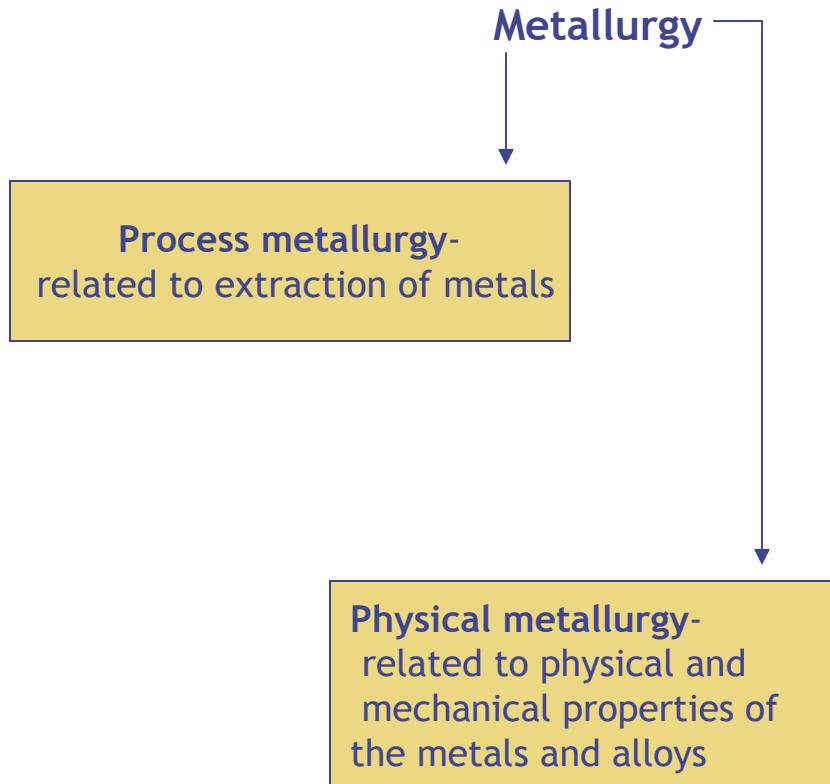 Metallurgy
Process metallurgy-
related to extraction of metals
Physical metallurgy-
related to physical and
mechanical properties of
the metals and alloys